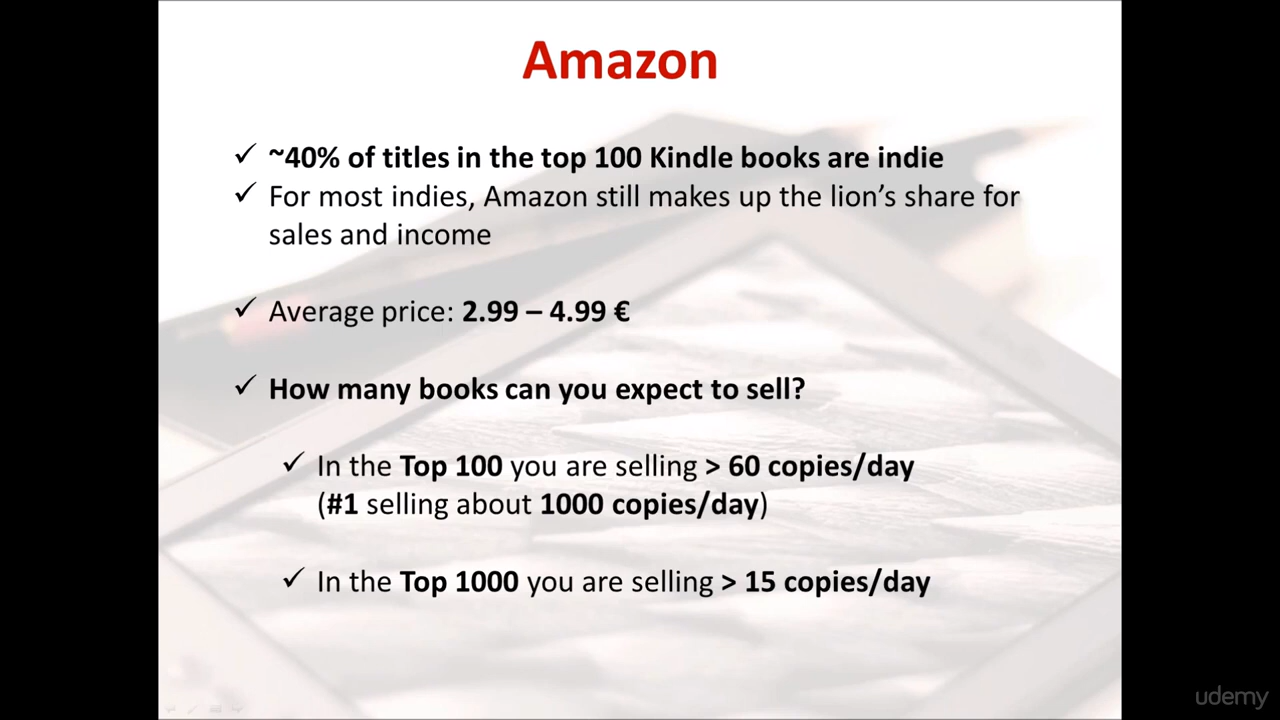 Amazon
✓ ~40% of titles in the top 100 Kindle books are indie
✓ For most indies, Amazon still makes up the lion’s share for
sales and income
✓ Average price: 2.99 – 4.99 €
✓ How many books can you expect to sell?
✓ In the Top 100 you are selling > 60 copies/day
(#1 selling about 1000 copies/day)
✓ In the Top 1000 you are selling > 15 copies/day
udemy